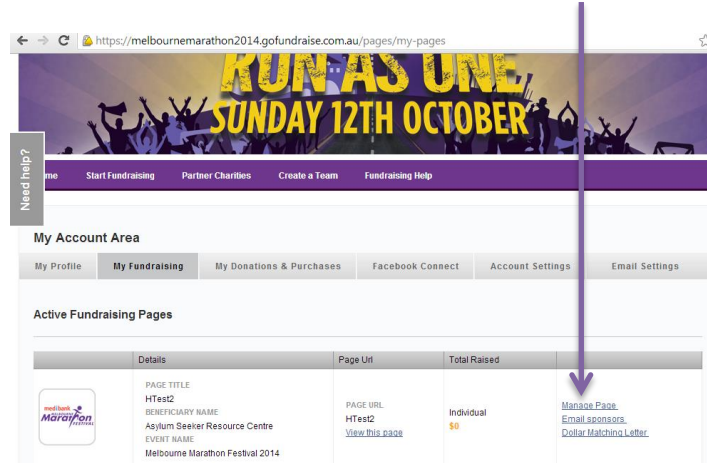 https://melbournemarathon2014.gofundraise.com.au/pages/my-pages
RUN AS ONE
SUNDAY 12TH OCTOBER
Need help?
me Start Fundraising Partner Charities Create a Team Fundraising Help
My Account Area
My Profile My Fundraising My Donations & Purchases Facebook Connect Account Settings Email Settings
Active Fundraising Pages
Details Page Url Total Raised
medibank
Marathon
FESTIVAL
PAGE TITLE
HTest2
BENEFICIARY NAME
Asylum Seeker Resource Centre
EVENT NAME
Melbourne Marathon Festival 2014
PAGE URL
HTest2
View this page
Individual
$0
Manage Page
Email sponsors
Dollar Matching Letter